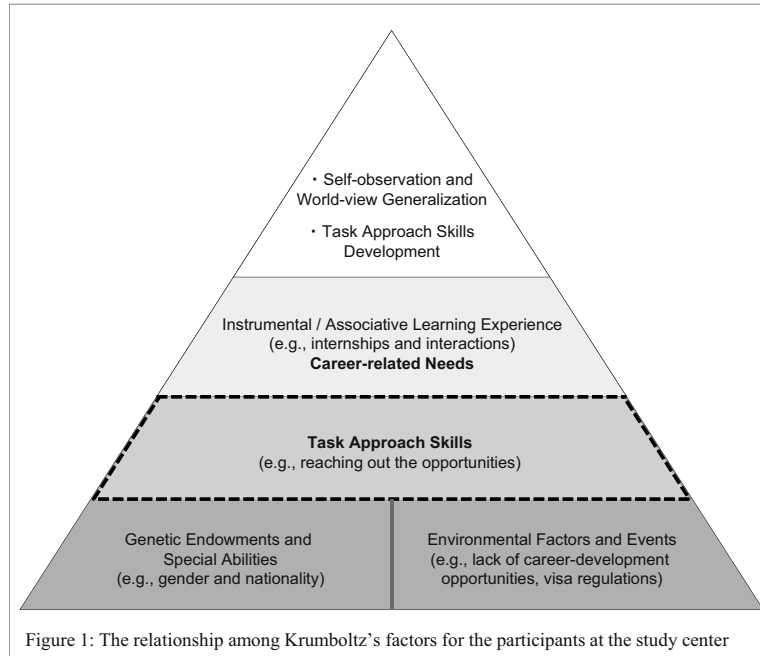 ・Self-observation and
World-view Generalization
・Task Approach Skills
Development
Instrumental / Associative Learning Experience
(e.g., internships and interactions)
Career-related Needs
Task Approach Skills
(e.g., reaching out the opportunities)
Genetic Endowments and
Special Abilities
(e.g., gender and nationality)
Environmental Factors and Events
(e.g., lack of career-development
opportunities, visa regulations)
Figure 1: The relationship among Krumboltz’s factors for the participants at the study center